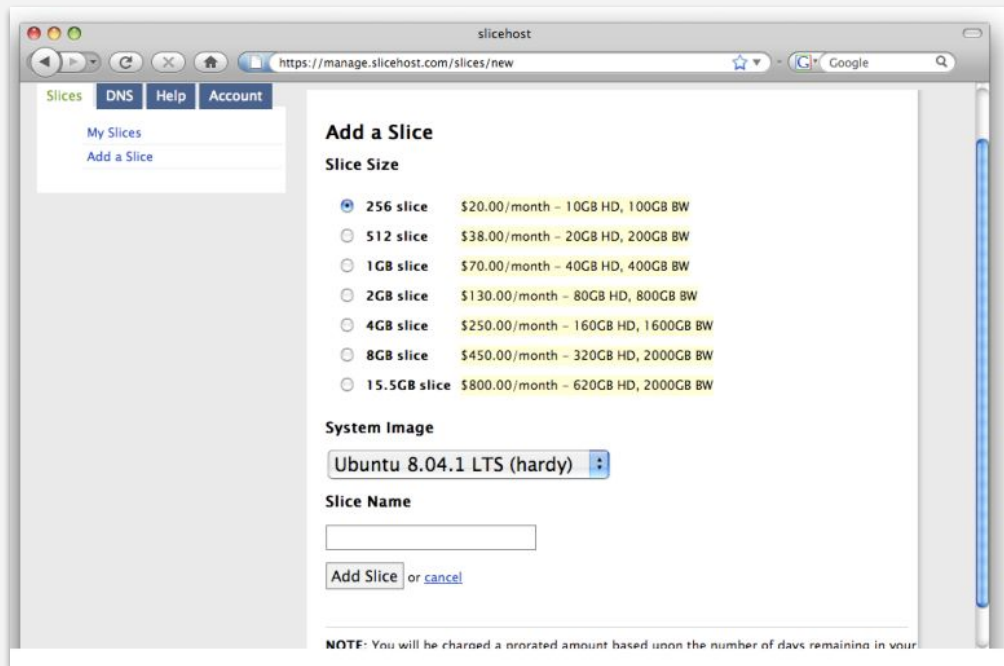 slicehost
https://manage.slicehost.com/slices/new
G
Google
Slices DNS Help Account
My Slices
Add a Slice
Add a Slice
Slice Size
256 slice $20.00/month – 10GB HD, 100GB BW
512 slice $38.00/month – 20GB HD, 200GB BW
1GB slice $70.00/month – 40GB HD, 400GB BW
2GB slice $130.00/month – 80GB HD, 800GB BW
4GB slice $250.00/month – 160GB HD, 1600GB BW
8GB slice $450.00/month – 320GB HD, 2000GB BW
15.5GB slice $800.00/month – 620GB HD, 2000GB BW
System Image
Ubuntu 8.04.1 LTS (hardy)
Slice Name
Add Slice or cancel
NOTE: You will be charged a prorated amount based upon the number of days remaining in your